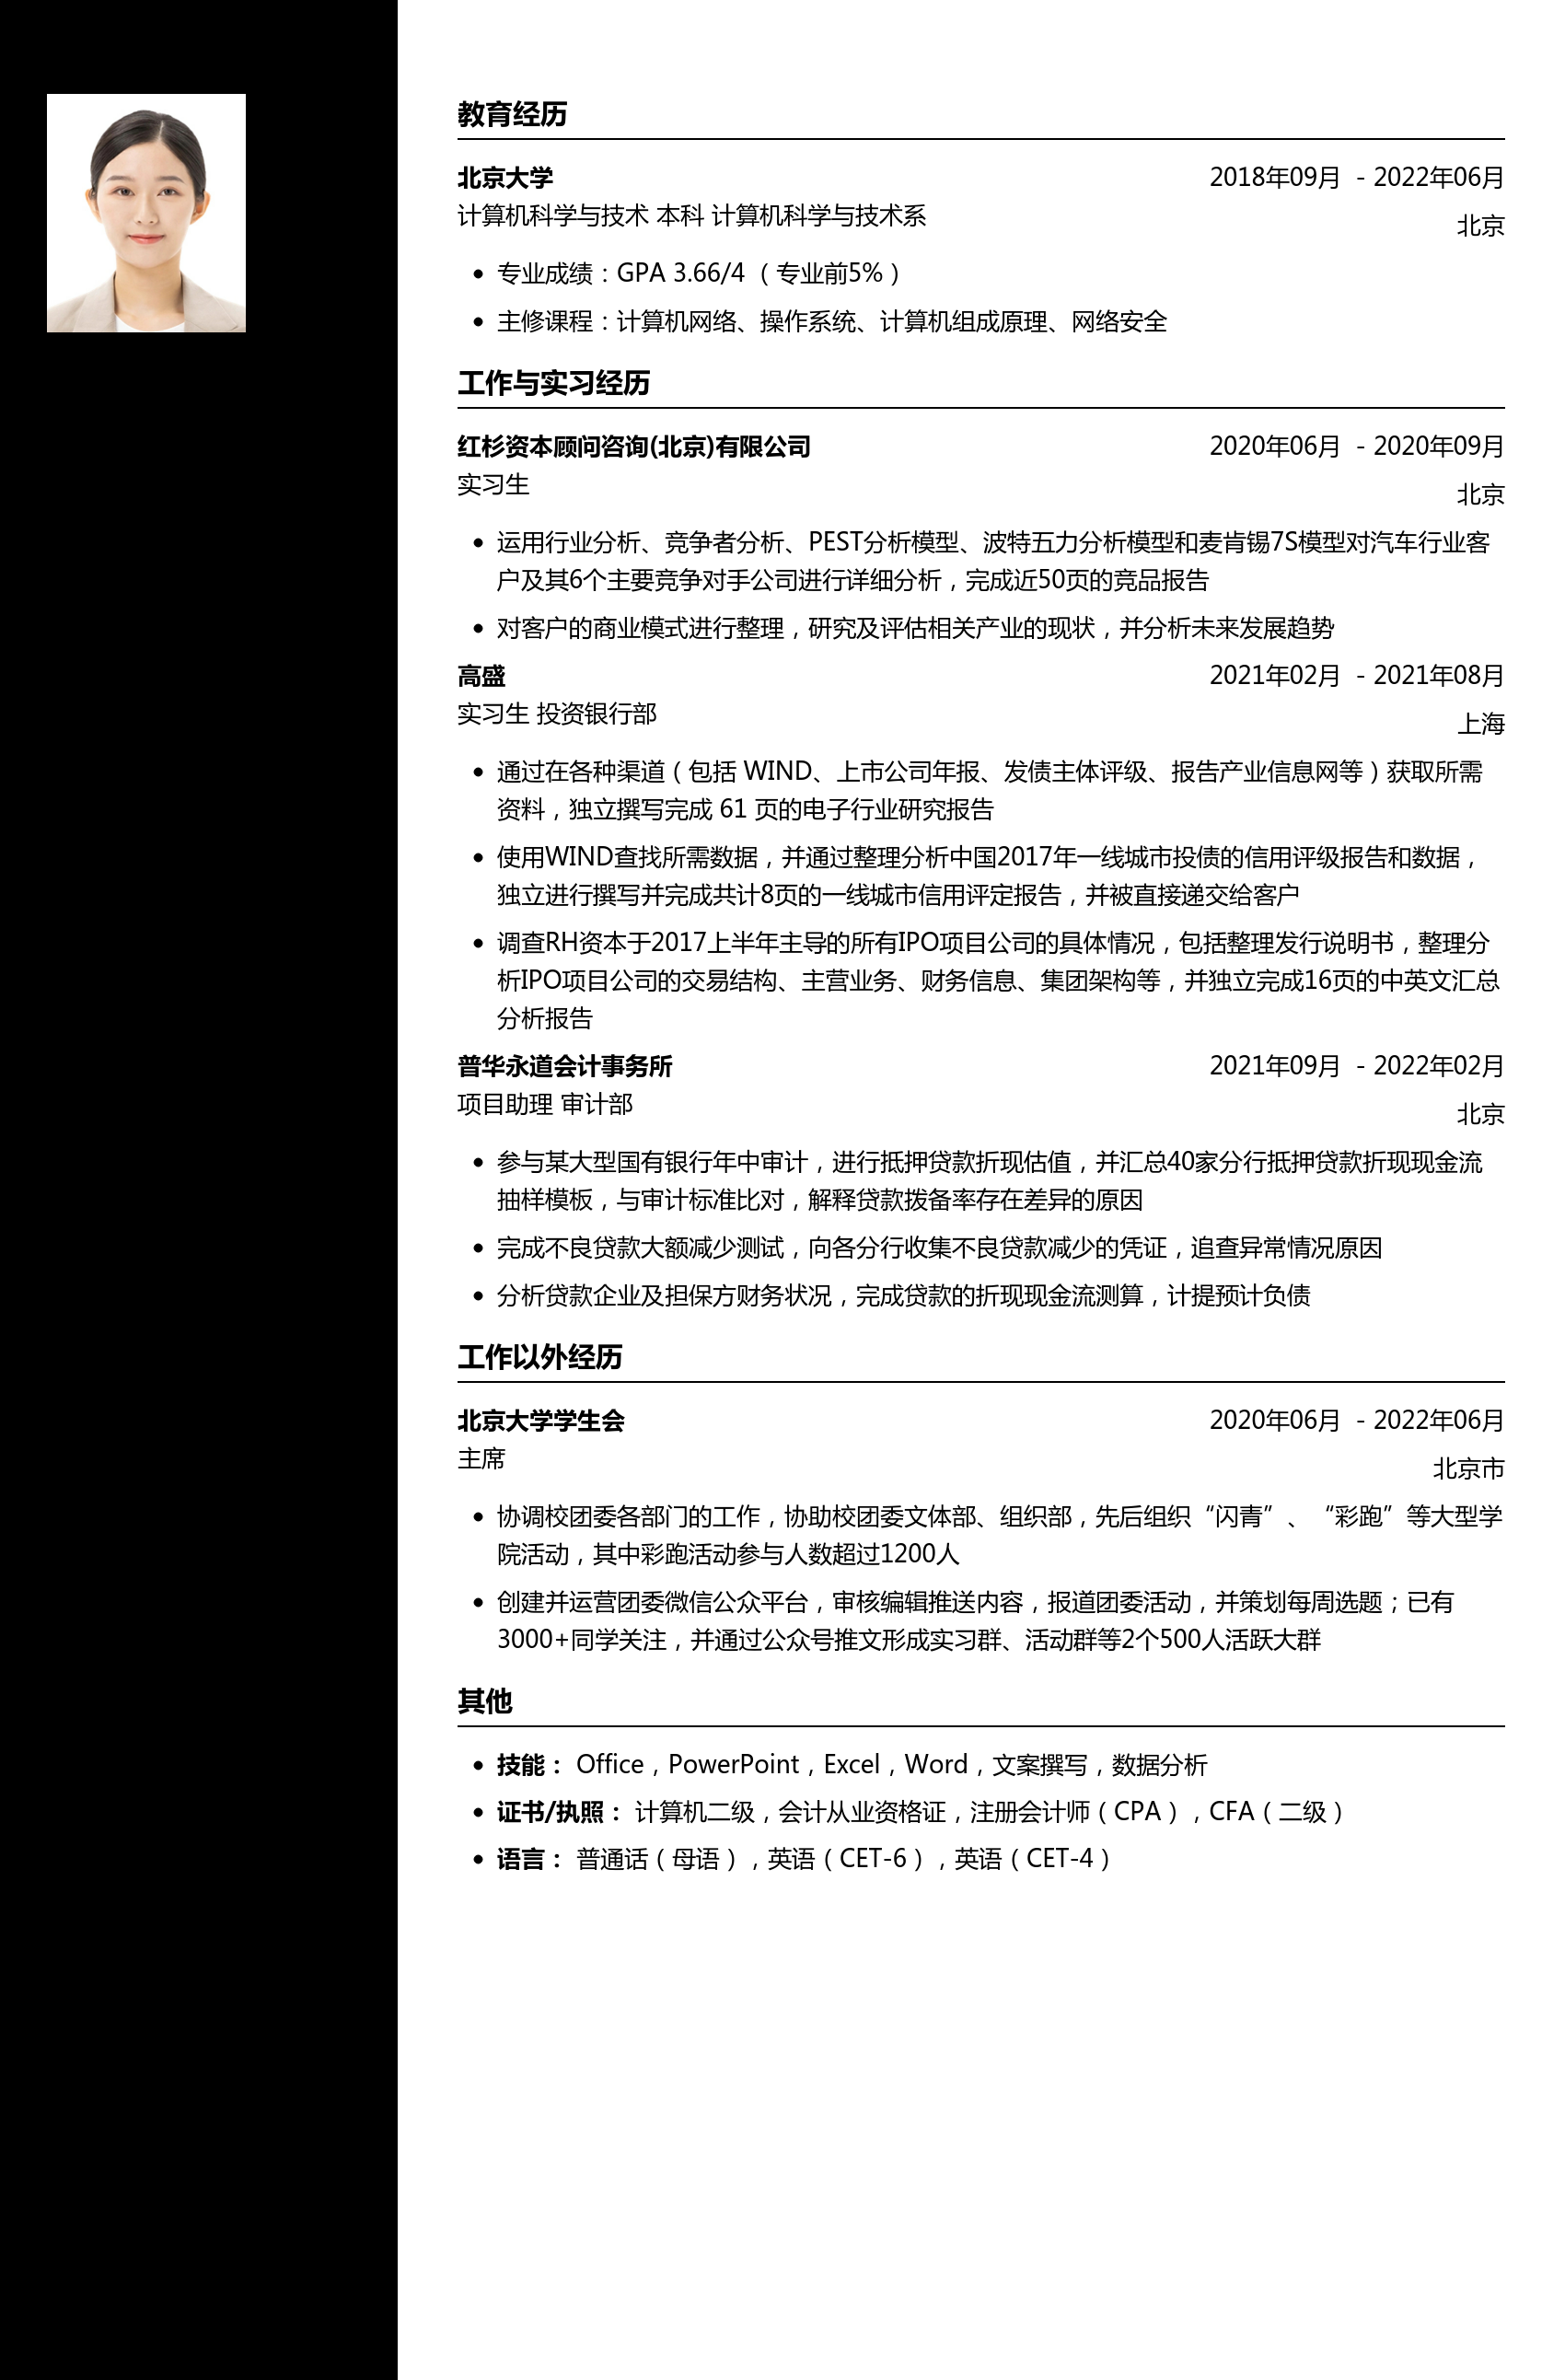 教育经历
北京大学 2018年09月 - 2022年06月
计算机科学与技术 本科 计算机科学与技术系 北京
• 专业成绩：GPA 3.66/4 （专业前5%）
• 主修课程：计算机网络、操作系统、计算机组成原理、网络安全
工作与实习经历
红杉资本顾问咨询(北京)有限公司 2020年06月 - 2020年09月
实习生 北京
• 运用行业分析、竞争者分析、PEST分析模型、波特五力分析模型和麦肯锡7S模型对汽车行业客
户及其6个主要竞争对手公司进行详细分析，完成近50页的竞品报告
• 对客户的商业模式进行整理，研究及评估相关产业的现状，并分析未来发展趋势
高盛 2021年02月 - 2021年08月
实习生 投资银行部 上海
• 通过在各种渠道（包括 WIND、上市公司年报、发债主体评级、报告产业信息网等）获取所需
资料，独立撰写完成 61 页的电子行业研究报告
• 使用WIND查找所需数据，并通过整理分析中国2017年一线城市投债的信用评级报告和数据，
独立进行撰写并完成共计8页的一线城市信用评定报告，并被直接递交给客户
• 调查RH资本于2017上半年主导的所有IPO项目公司的具体情况，包括整理发行说明书，整理分
析IPO项目公司的交易结构、主营业务、财务信息、集团架构等，并独立完成16页的中英文汇总
分析报告
普华永道会计事务所 2021年09月 - 2022年02月
项目助理 审计部 北京
• 参与某大型国有银行年中审计，进行抵押贷款折现估值，并汇总40家分行抵押贷款折现现金流
抽样模板，与审计标准比对，解释贷款拨备率存在差异的原因
• 完成不良贷款大额减少测试，向各分行收集不良贷款减少的凭证，追查异常情况原因
• 分析贷款企业及担保方财务状况，完成贷款的折现现金流测算，计提预计负债
工作以外经历
北京大学学生会 2020年06月 - 2022年06月
主席 北京市
• 协调校团委各部门的工作，协助校团委文体部、组织部，先后组织“闪青”、“彩跑”等大型学
院活动，其中彩跑活动参与人数超过1200人
• 创建并运营团委微信公众平台，审核编辑推送内容，报道团委活动，并策划每周选题；已有
3000+同学关注，并通过公众号推文形成实习群、活动群等2个500人活跃大群
其他
• 技能： Office，PowerPoint，Excel，Word，文案撰写，数据分析
• 证书/执照： 计算机二级，会计从业资格证，注册会计师（CPA），CFA（二级）
• 语言： 普通话（母语），英语（CET-6），英语（CET-4）